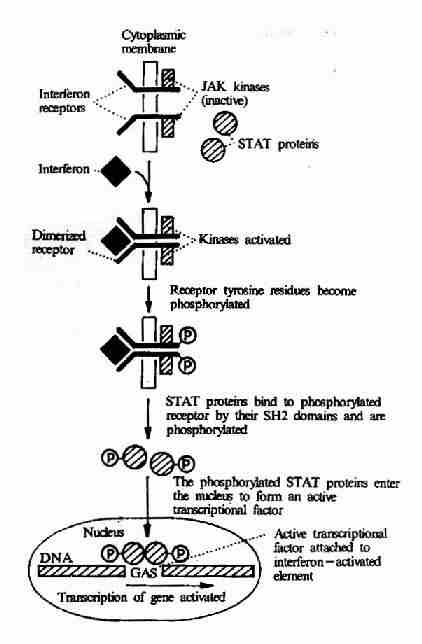 Cytoplasmic
membrane
Interferon
receptors
JAK kinases
(inactive)
STAT proteins
Interferon
Dimerized
receptor
Kinases activated
Receptor tyrosine residues become
phosphorylated
P
P
STAT proteins bind to phosphorylated
receptor by their SH2 domains and are
phosphorylated
P P
The phosphorylated STAT proteins enter
the nucleus to form an active
transcriptional factor
Nucleus
P P
Active transcriptional
factor attached to
interferon-activated
element
DNA
GAS
Transcription of gene activated